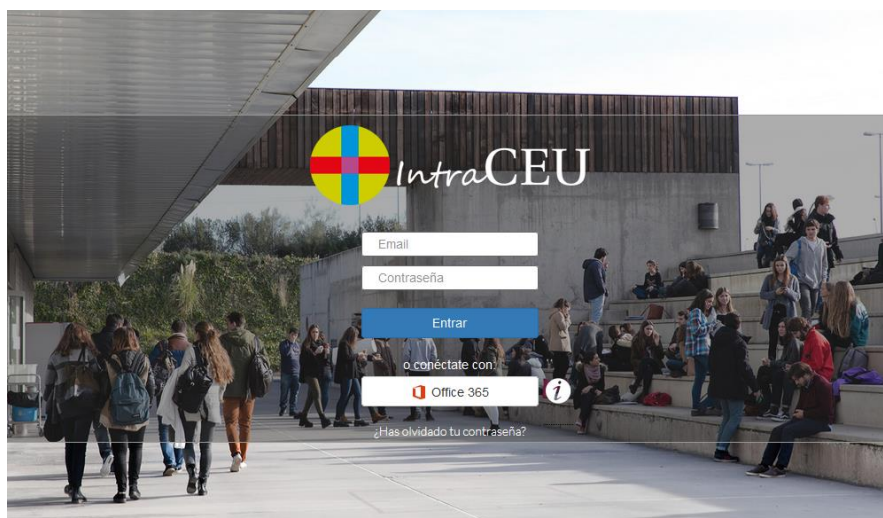 IntraCEU
Email
Contraseña
Entrar
o conéctate con:
Office 365
i
¿Has olvidado tu contraseña?